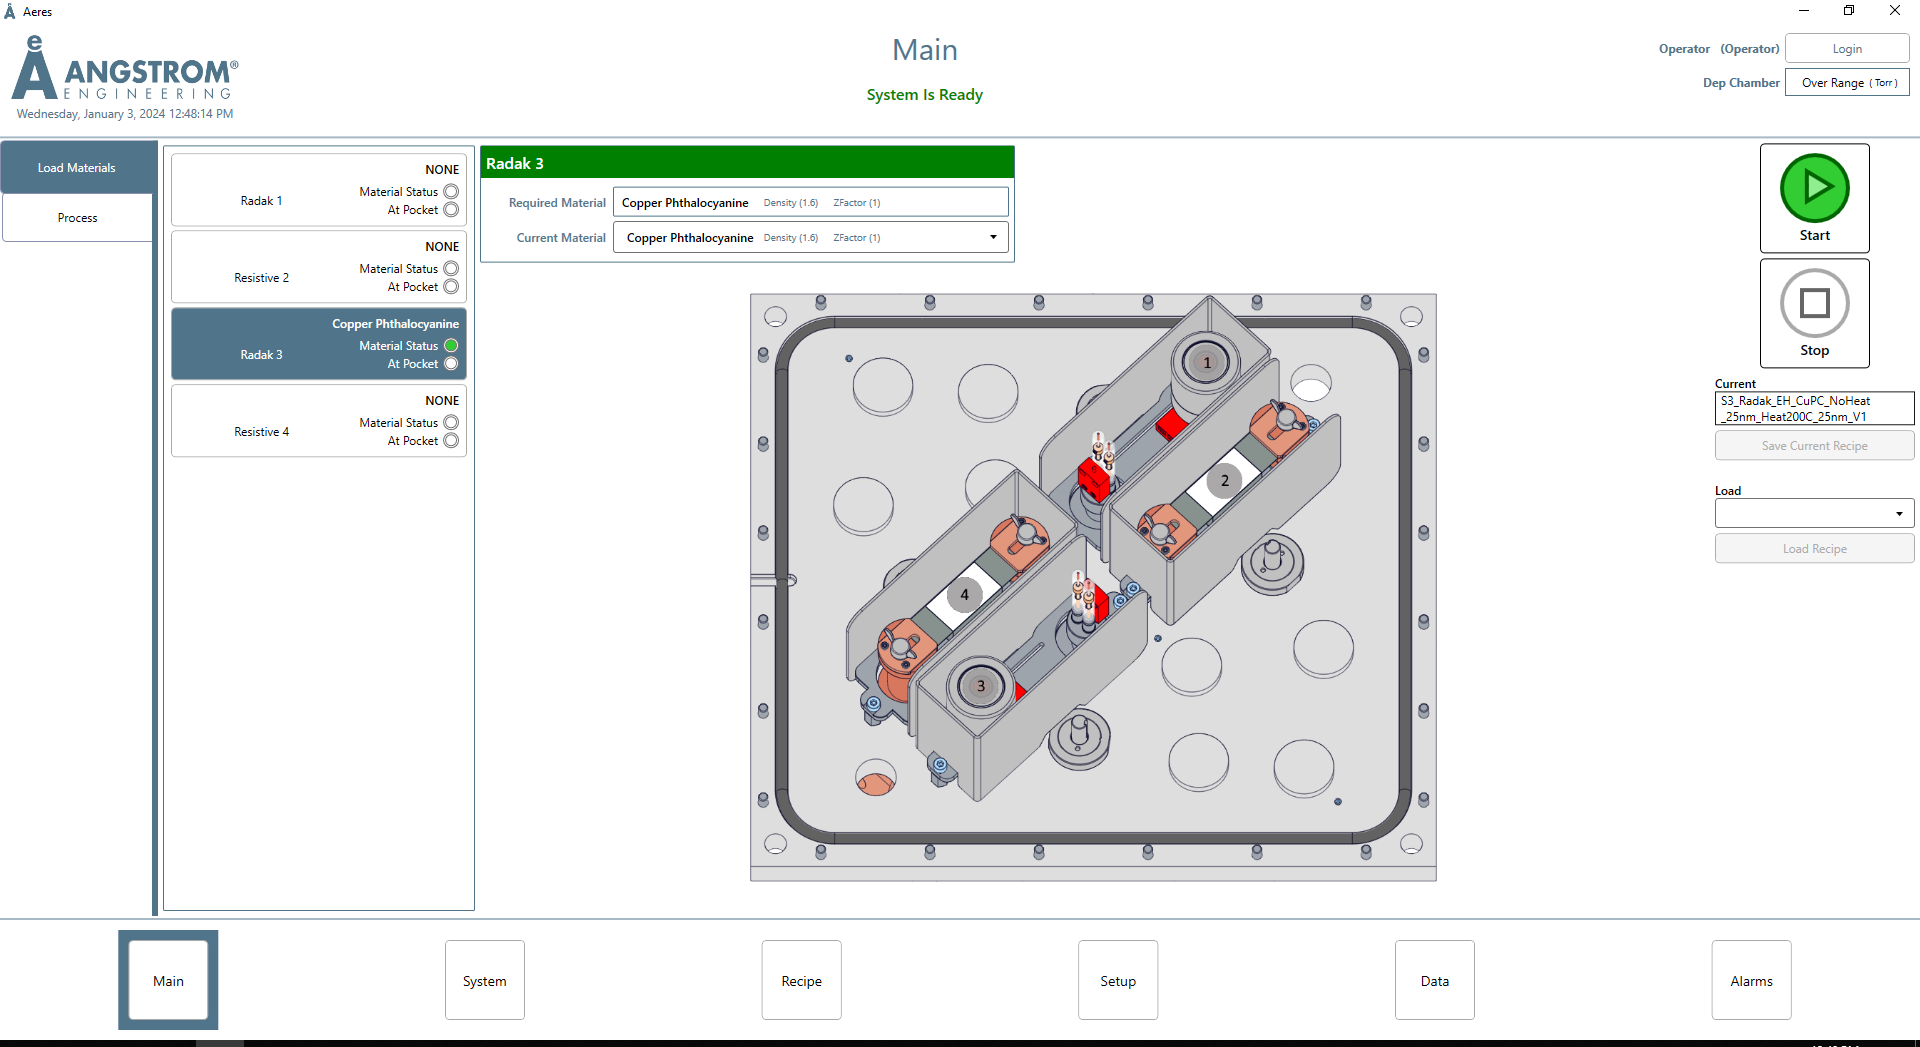 Aeres
e
ANGSTROM®
ENGINEERING
Wednesday, January 3, 2024 12:48:14 PM
Main
System Is Ready
Operator (Operator) Login
Dep Chamber Over Range (Torr)
Load Materials
Process
NONE
Material Status
Radak 1
At Pocket
NONE
Material Status
Resistive 2
At Pocket
Copper Phthalocyanine
Material Status
Radak 3
At Pocket
NONE
Material Status
Resistive 4
At Pocket
Radak 3
Required Material Copper Phthalocyanine Density (1.6) ZFactor (1)
Current Material Copper Phthalocyanine Density (1.6) ZFactor (1)
1
2
4
3
Start
Stop
Current
S3_Radak_EH_CuPC_NoHeat
_25nm_Heat200C_25nm_V1
Save Current Recipe
Load
Load Recipe
Main
System
Recipe
Setup
Data
Alarms